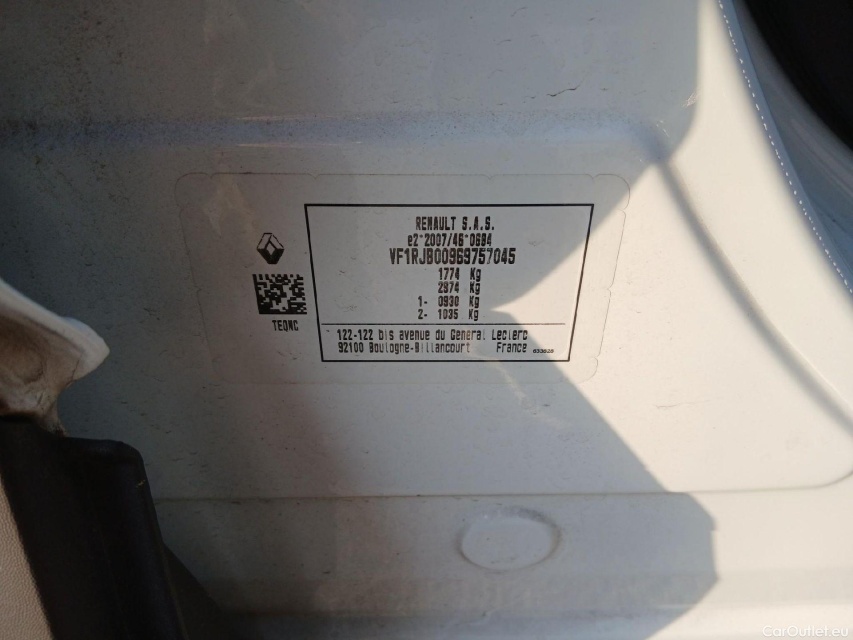 RENAULT S.A.S.
e2*2007/46*0684
VF1RJB00969757045
1774 Kg
2974 Kg
1- 0930 Kg
2- 1035 Kg
TEQNC
122-122 bis avenue du General Leclerc
92100 Boulogne-Billancourt France
CarOutlet.eu